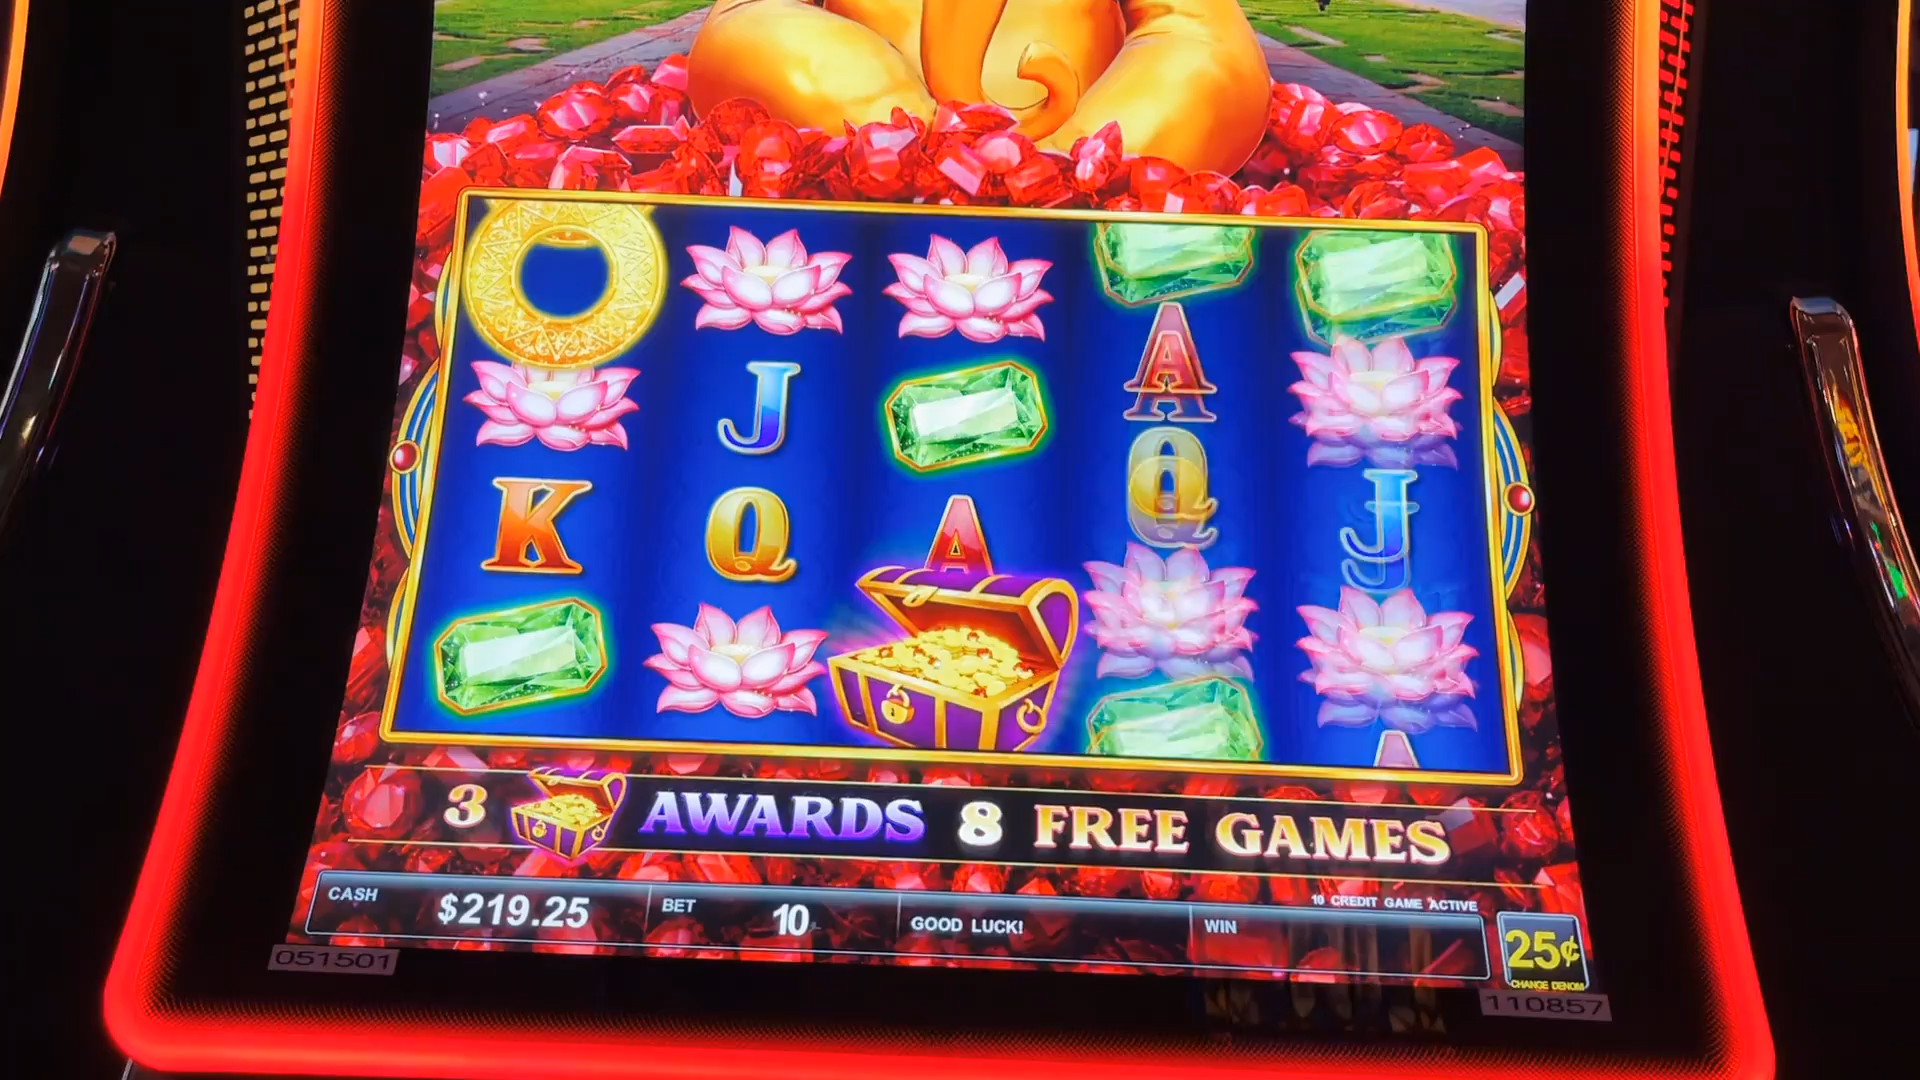 J
A
K
Q
A
Q
J
A
3 AWARDS 8 FREE GAMES
CASH $219.25 BET 10 GOOD LUCK! WIN
10 CREDIT GAME ACTIVE
25¢
CHANGE DENOM
051501
110857